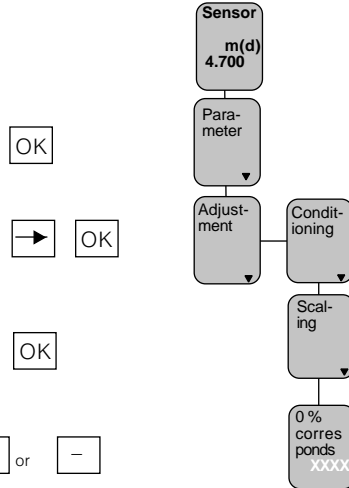 Sensor
m(d)
4.700
Para-
meter
OK
Adjust-
ment
Condit-
ioning
OK
Scal-
ing
OK
0 %
corres
ponds
XXXX
or
–